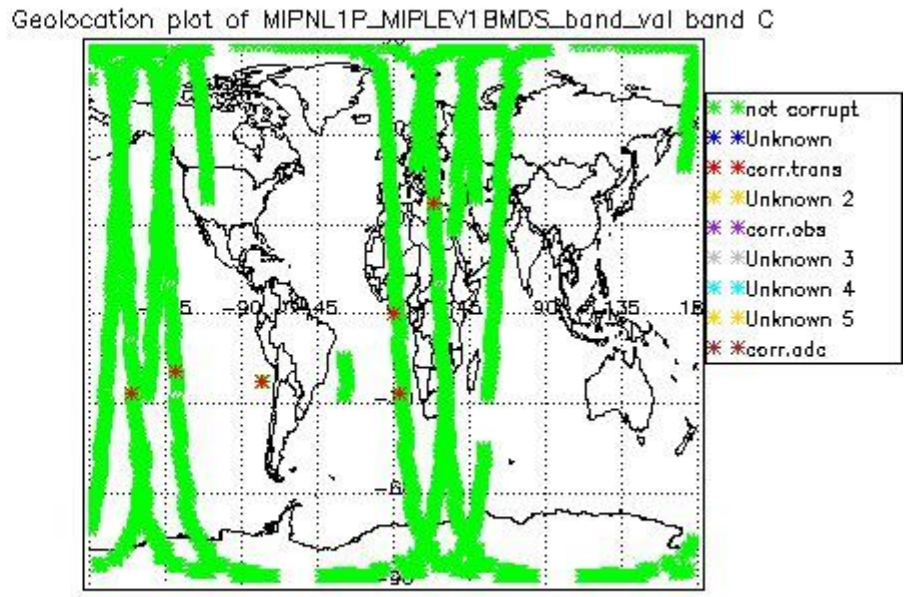 Geolocation plot of MIPNL1P_MIPLEV1BMDS_band_val band C
not corrupt
Unknown
corr.trans
Unknown 2
corr.obs
Unknown 3
Unknown 4
Unknown 5
corr.adc
-90 45 90 135
-90